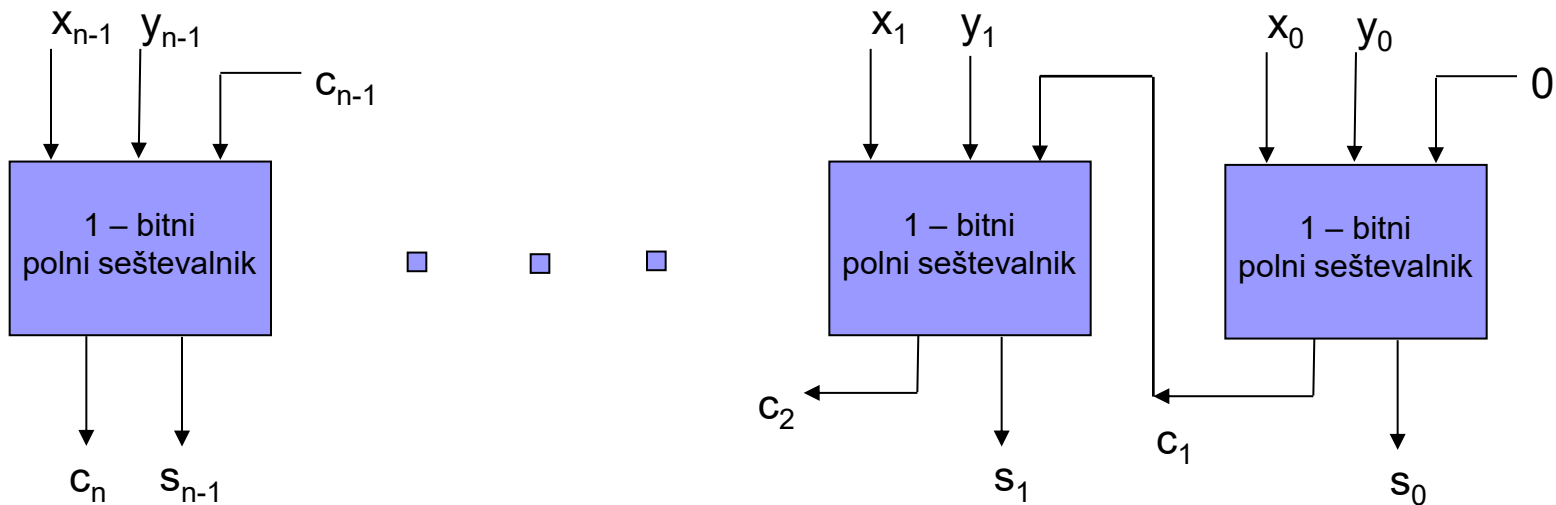 xₙ₋₁ yₙ₋₁
cₙ₋₁
x₁ y₁
x₀ y₀
0
1 – bitni
polni seštevalnik
1 – bitni
polni seštevalnik
1 – bitni
polni seštevalnik
cₙ sₙ₋₁
c₂
s₁
c₁
s₀